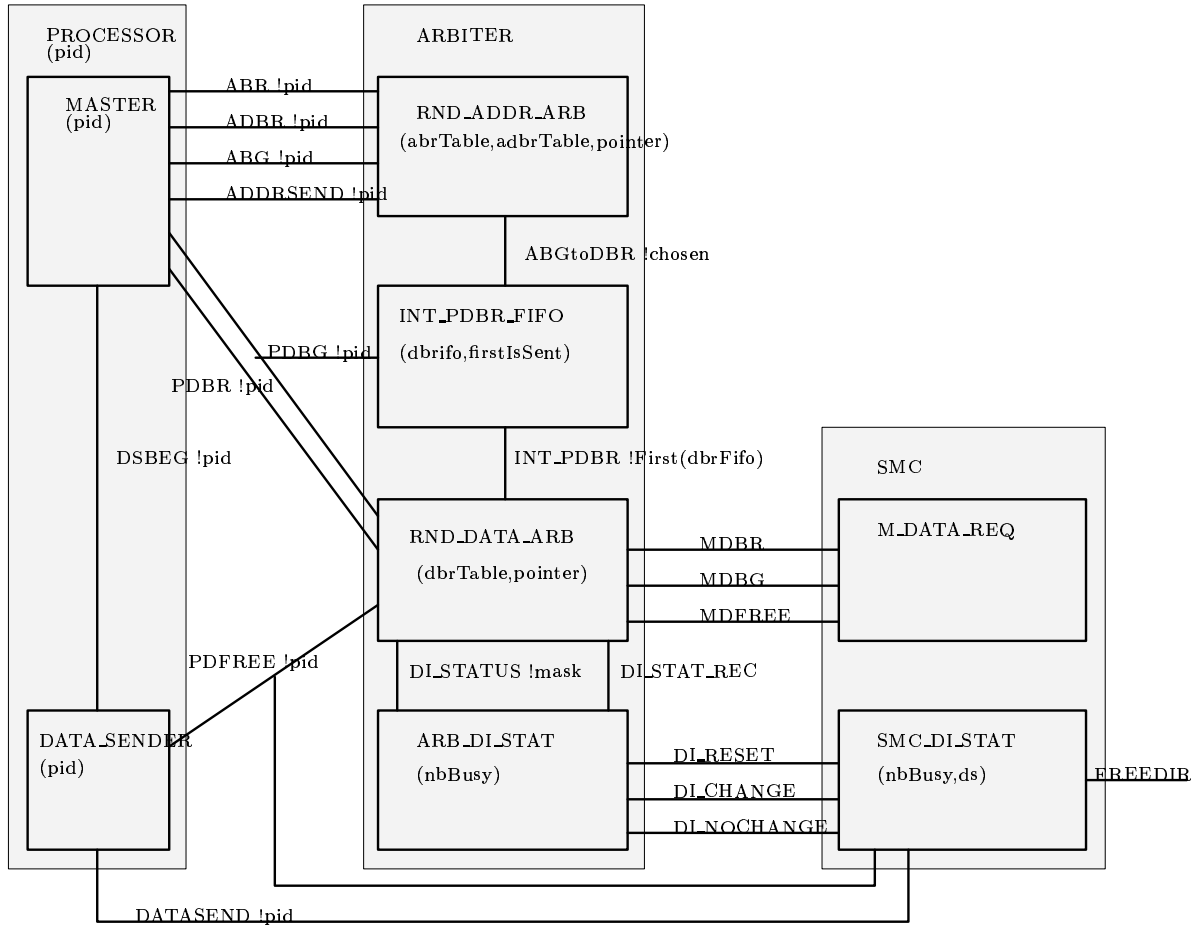 PROCESSOR
(pid)
ARBITER
MASTER
(pid)
ABR !pid
ADBR !pid
ABG !pid
ADDRSEND !pid
RND_ADDR_ARB
(abrTable,adbrTable,pointer)
ABGtoDBR !chosen
INT_PDBR_FIFO
(dbrifo,firstIsSent)
PDBG !pid
PDBR !pid
DSBEG !pid
INT_PDBR !First(dbrFifo)
SMC
RND_DATA_ARB
(dbrTable,pointer)
MDBR
MDBG
MDFREE
M_DATA_REQ
PDFREE !pid
DI_STATUS !mask
DI_STAT_REC
DATA_SENDER
(pid)
ARB_DI_STAT
(nbBusy)
DI_RESET
DI_CHANGE
DI_NOCHANGE
SMC_DI_STAT
(nbBusy,ds)
FREEDIR
DATASEND !pid